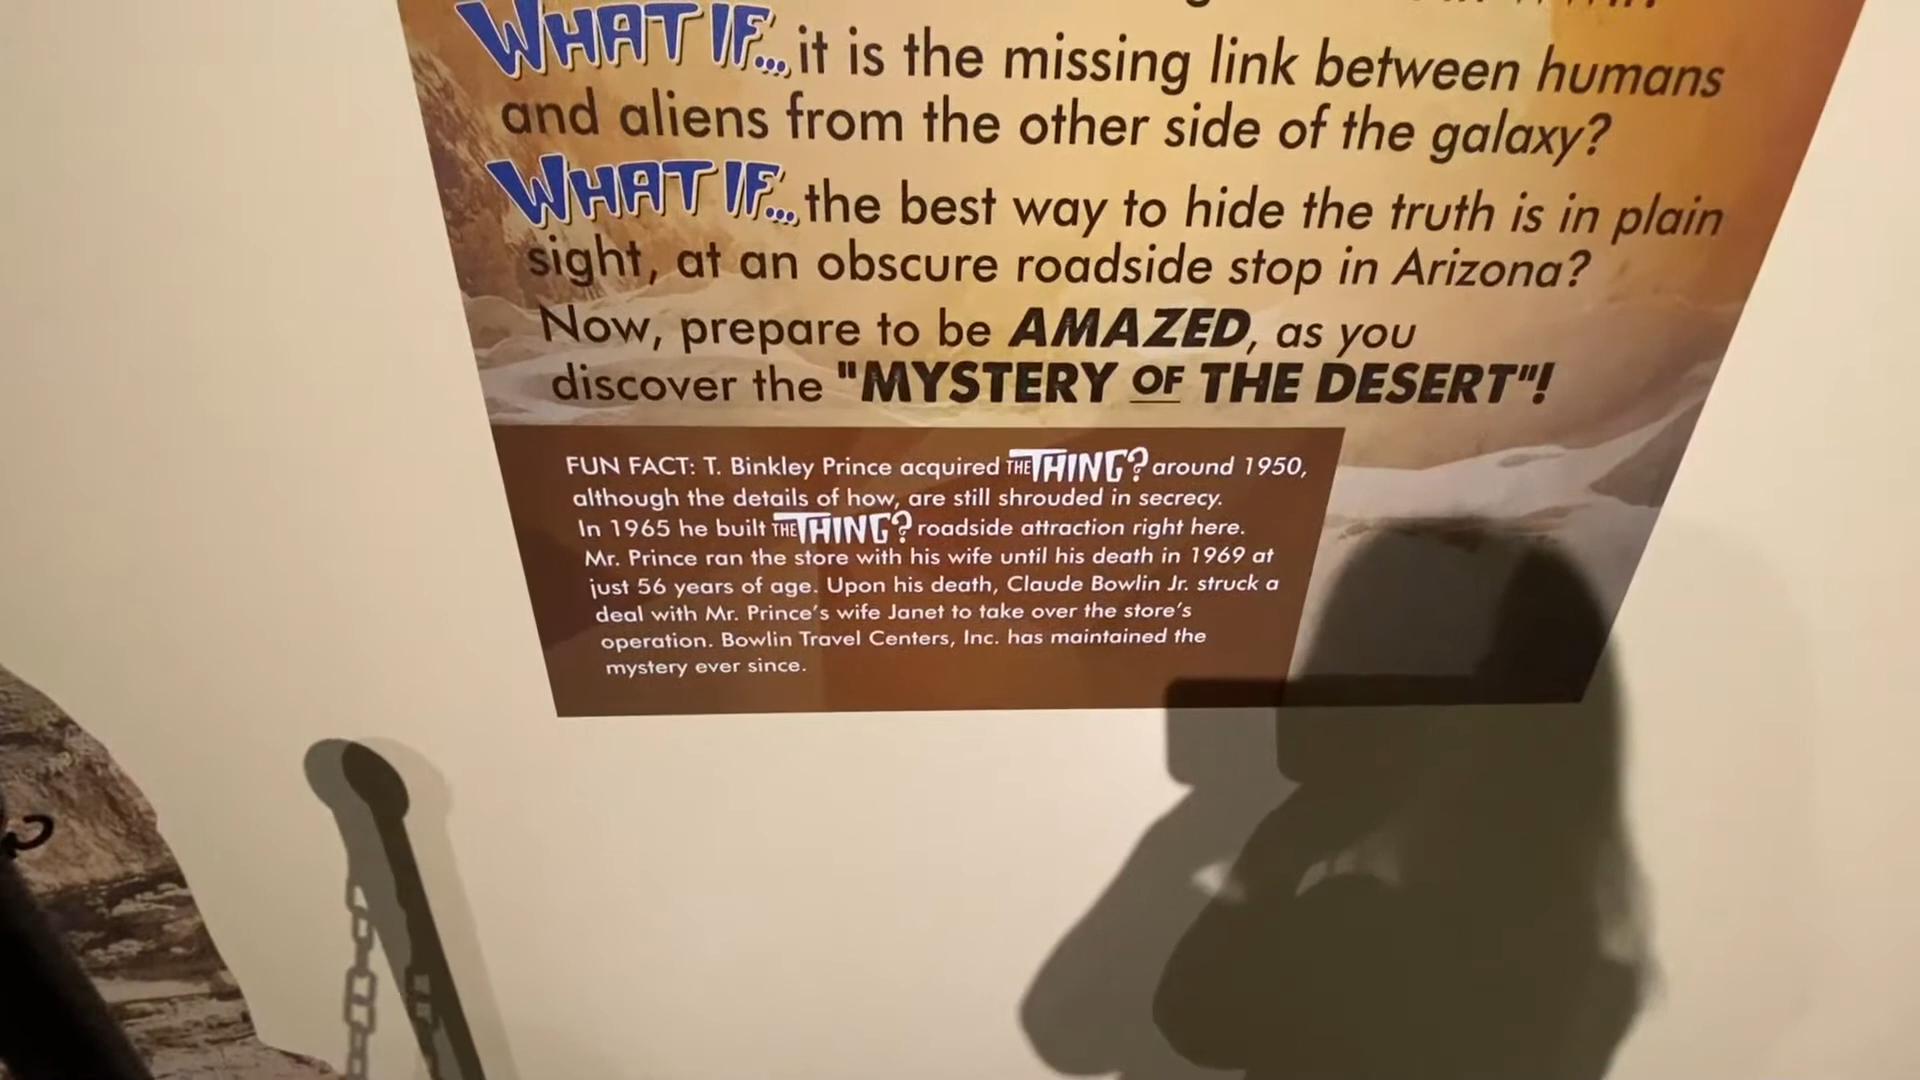 WHAT IF... it is the missing link between humans
and aliens from the other side of the galaxy?
WHAT IF... the best way to hide the truth is in plain
sight, at an obscure roadside stop in Arizona?
Now, prepare to be AMAZED, as you
discover the "MYSTERY OF THE DESERT"!
FUN FACT: T. Binkley Prince acquired THE THING? around 1950,
although the details of how, are still shrouded in secrecy.
In 1965 he built THE THING? roadside attraction right here.
Mr. Prince ran the store with his wife until his death in 1969 at
just 56 years of age. Upon his death, Claude Bowlin Jr. struck a
deal with Mr. Prince's wife Janet to take over the store's
operation. Bowlin Travel Centers, Inc. has maintained the
mystery ever since.